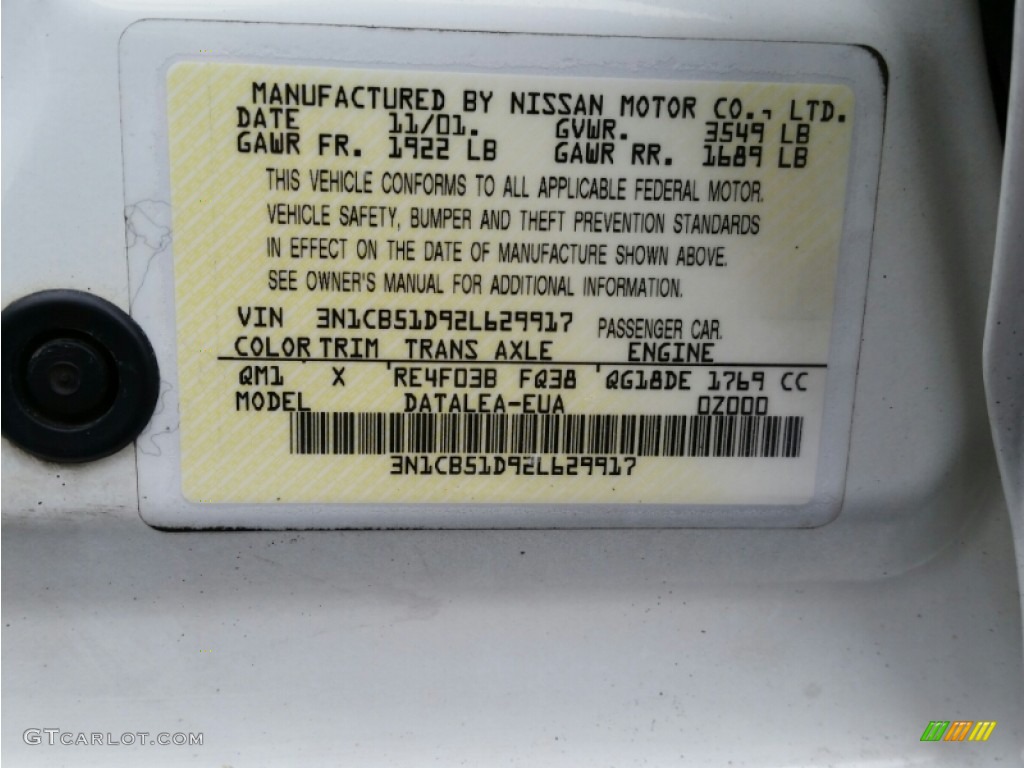 MANUFACTURED BY NISSAN MOTOR CO., LTD.
DATE 11/01. GVWR. 3549 LB
GAWR FR. 1922 LB GAWR RR. 1689 LB
THIS VEHICLE CONFORMS TO ALL APPLICABLE FEDERAL MOTOR.
VEHICLE SAFETY, BUMPER AND THEFT PREVENTION STANDARDS
IN EFFECT ON THE DATE OF MANUFACTURE SHOWN ABOVE.
SEE OWNER'S MANUAL FOR ADDITIONAL INFORMATION.
VIN 3N1CB51D92L629917 PASSENGER CAR.
COLOR TRIM TRANS AXLE ENGINE
QM1 X RE4F03B FQ38 QG18DE 1769 CC
MODEL DATALEA-EUA 0Z000
3N1CB51D92L629917
GTCARLOT.COM